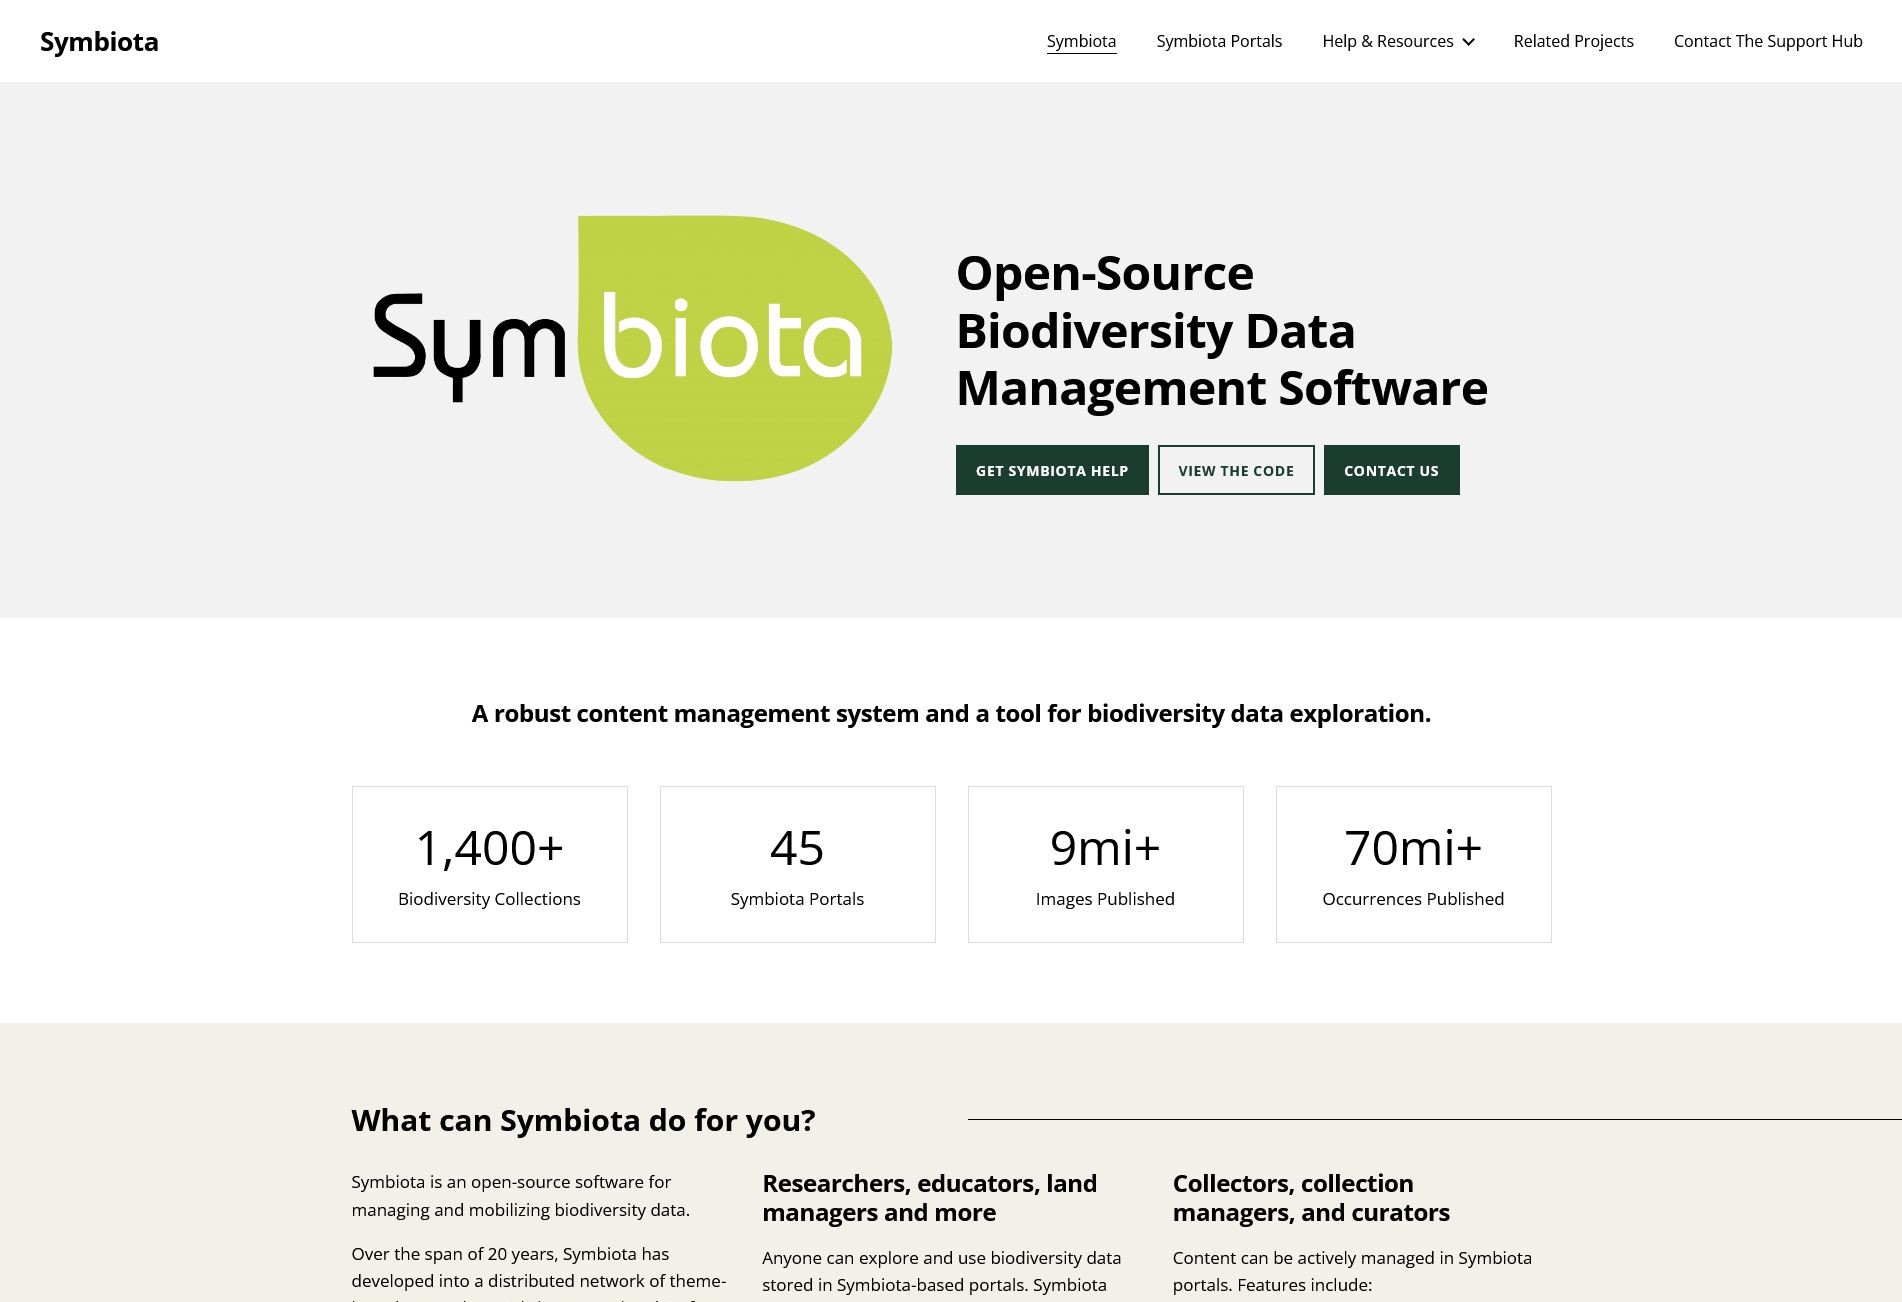 Symbiota
Symbiota
Symbiota Portals
Help & Resources
Related Projects
Contact The Support Hub
Symbiota
Open-Source
Biodiversity Data
Management Software
GET SYMBIOTA HELP
VIEW THE CODE
CONTACT US
A robust content management system and a tool for biodiversity data exploration.
1,400+
Biodiversity Collections
45
Symbiota Portals
9mi+
Images Published
70mi+
Occurrences Published
What can Symbiota do for you?
Symbiota is an open-source software for
managing and mobilizing biodiversity data.
Over the span of 20 years, Symbiota has
developed into a distributed network of theme-
Researchers, educators, land
managers and more
Anyone can explore and use biodiversity data
stored in Symbiota-based portals. Symbiota
Collectors, collection
managers, and curators
Content can be actively managed in Symbiota
portals. Features include: